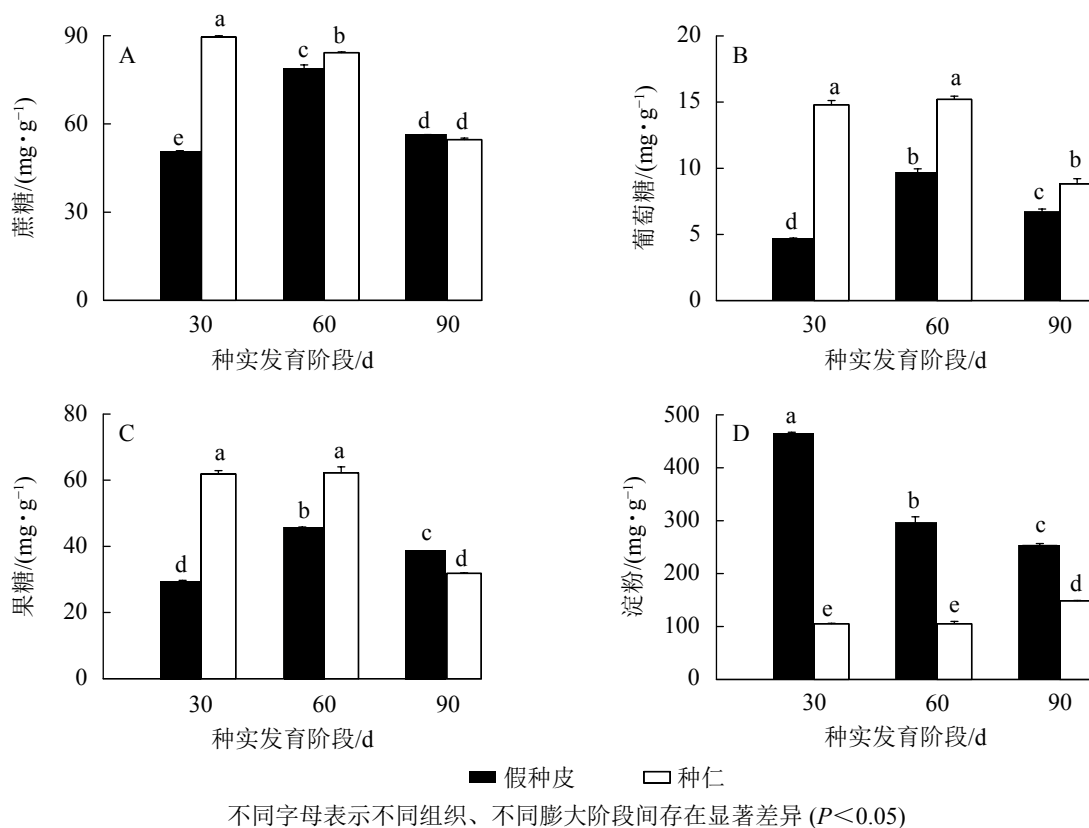 A
蔗糖/(mg·g⁻¹)
90
60
30
0
e
a
c
b
d
d
30
60
90
种实发育阶段/d
B
葡萄糖/(mg·g⁻¹)
20
15
10
5
0
d
a
b
a
c
b
30
60
90
种实发育阶段/d
C
果糖/(mg·g⁻¹)
80
60
40
20
0
d
a
b
a
c
d
30
60
90
种实发育阶段/d
D
淀粉/(mg·g⁻¹)
500
400
300
200
100
0
a
e
b
e
c
d
30
60
90
种实发育阶段/d
假种皮 种仁
不同字母表示不同组织、不同膨大阶段间存在显著差异 (P＜0.05)